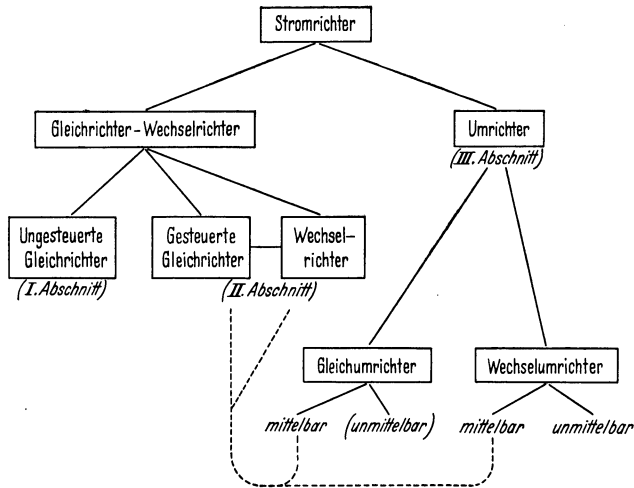 Stromrichter
Gleichrichter – Wechselrichter
Umrichter
(III. Abschnitt)
Ungesteuerte
Gleichrichter
(I. Abschnitt)
Gesteuerte
Gleichrichter
Wechsel–
richter
(II. Abschnitt)
Gleichumrichter
Wechselumrichter
mittelbar
(unmittelbar)
mittelbar
unmittelbar